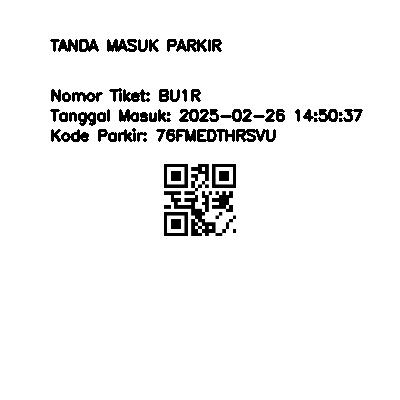 TANDA MASUK PARKIR
Nomor Tiket: BU1R
Tanggal Masuk: 2025-02-26 14:50:37
Kode Parkir: 76FMEDTHRSVU